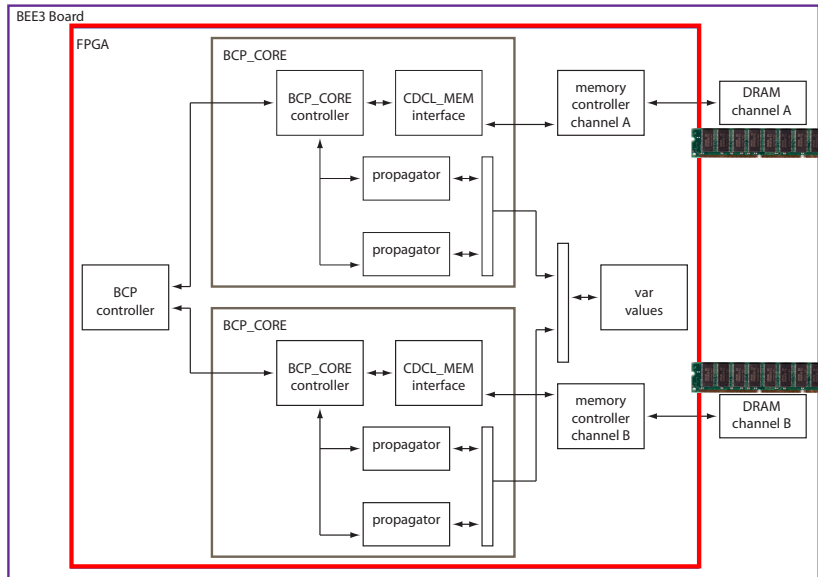 BEE3 Board
FPGA
BCP_CORE
BCP_CORE
controller
CDCL_MEM
interface
memory
controller
channel A
DRAM
channel A
propagator
propagator
BCP
controller
var
values
BCP_CORE
BCP_CORE
controller
CDCL_MEM
interface
memory
controller
channel B
DRAM
channel B
propagator
propagator